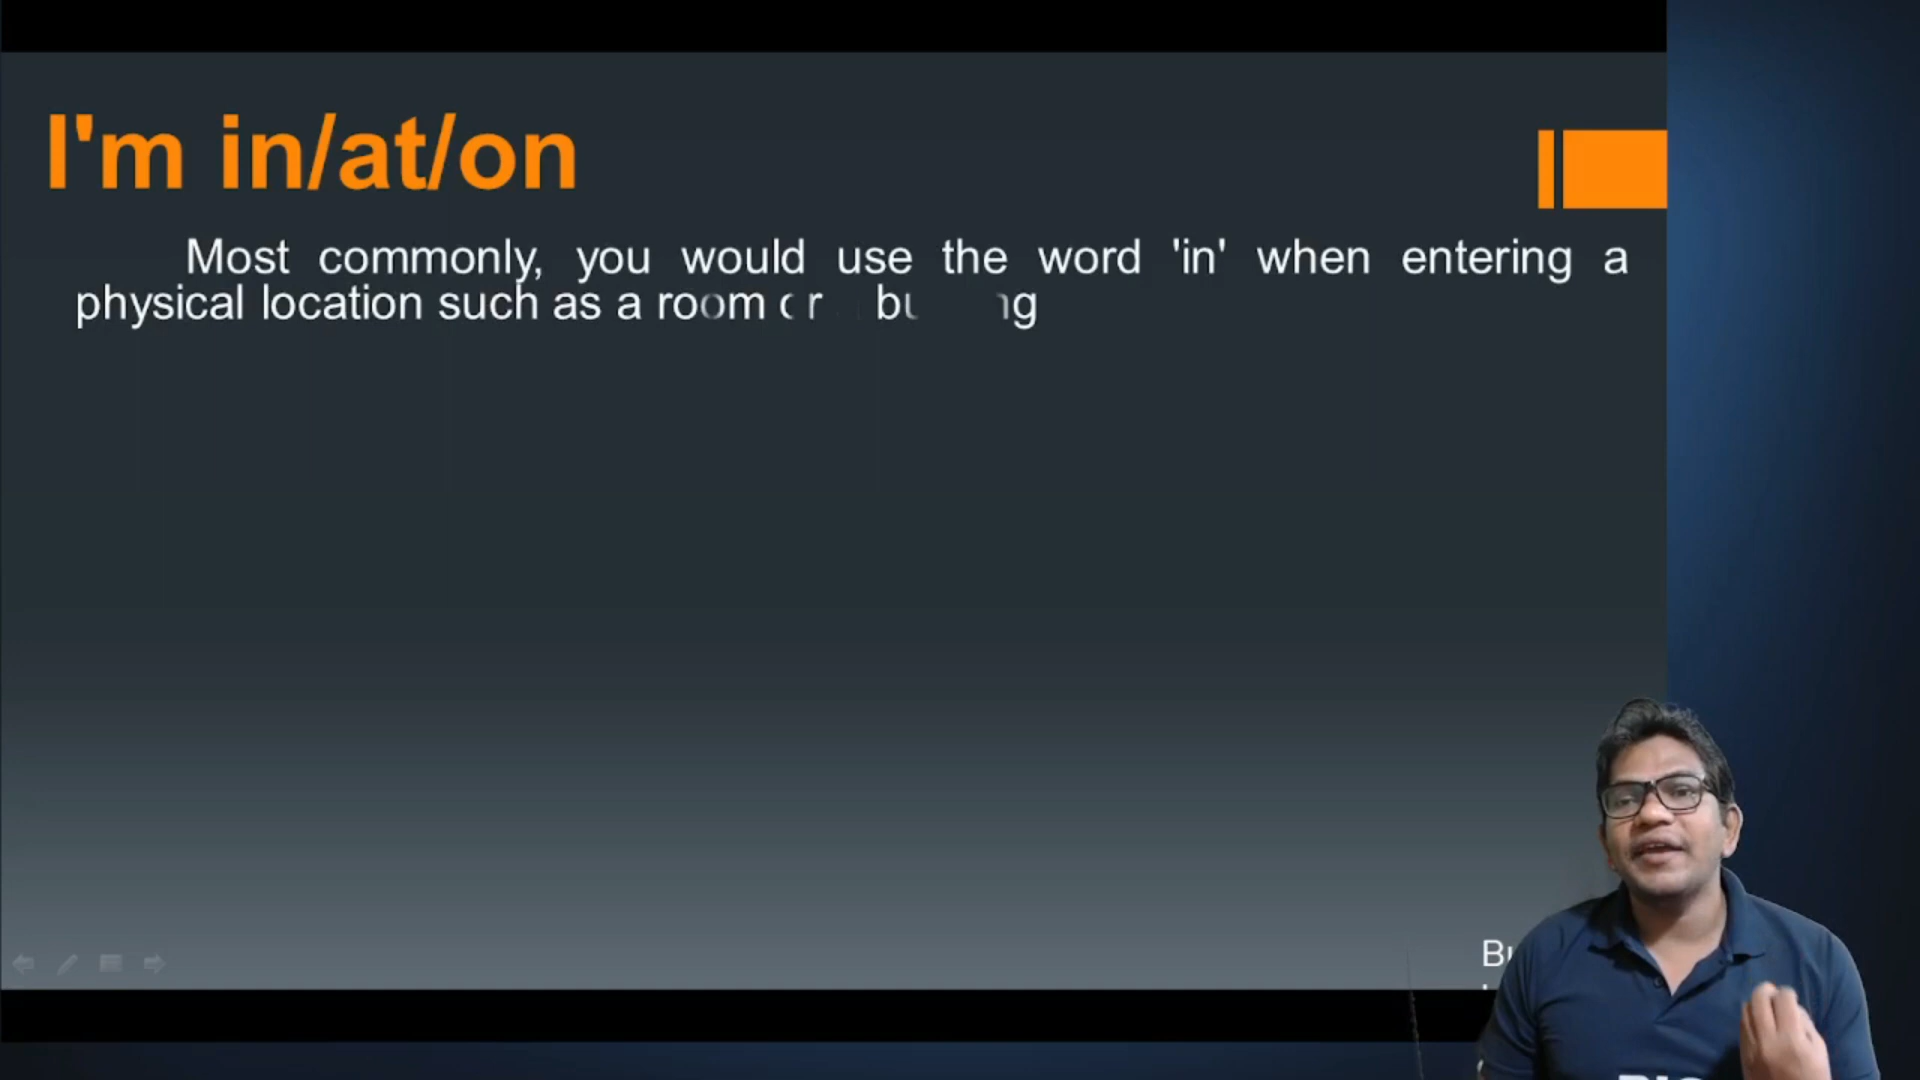 I'm in/at/on
Most commonly, you would use the word 'in' when entering a
physical location such as a room or